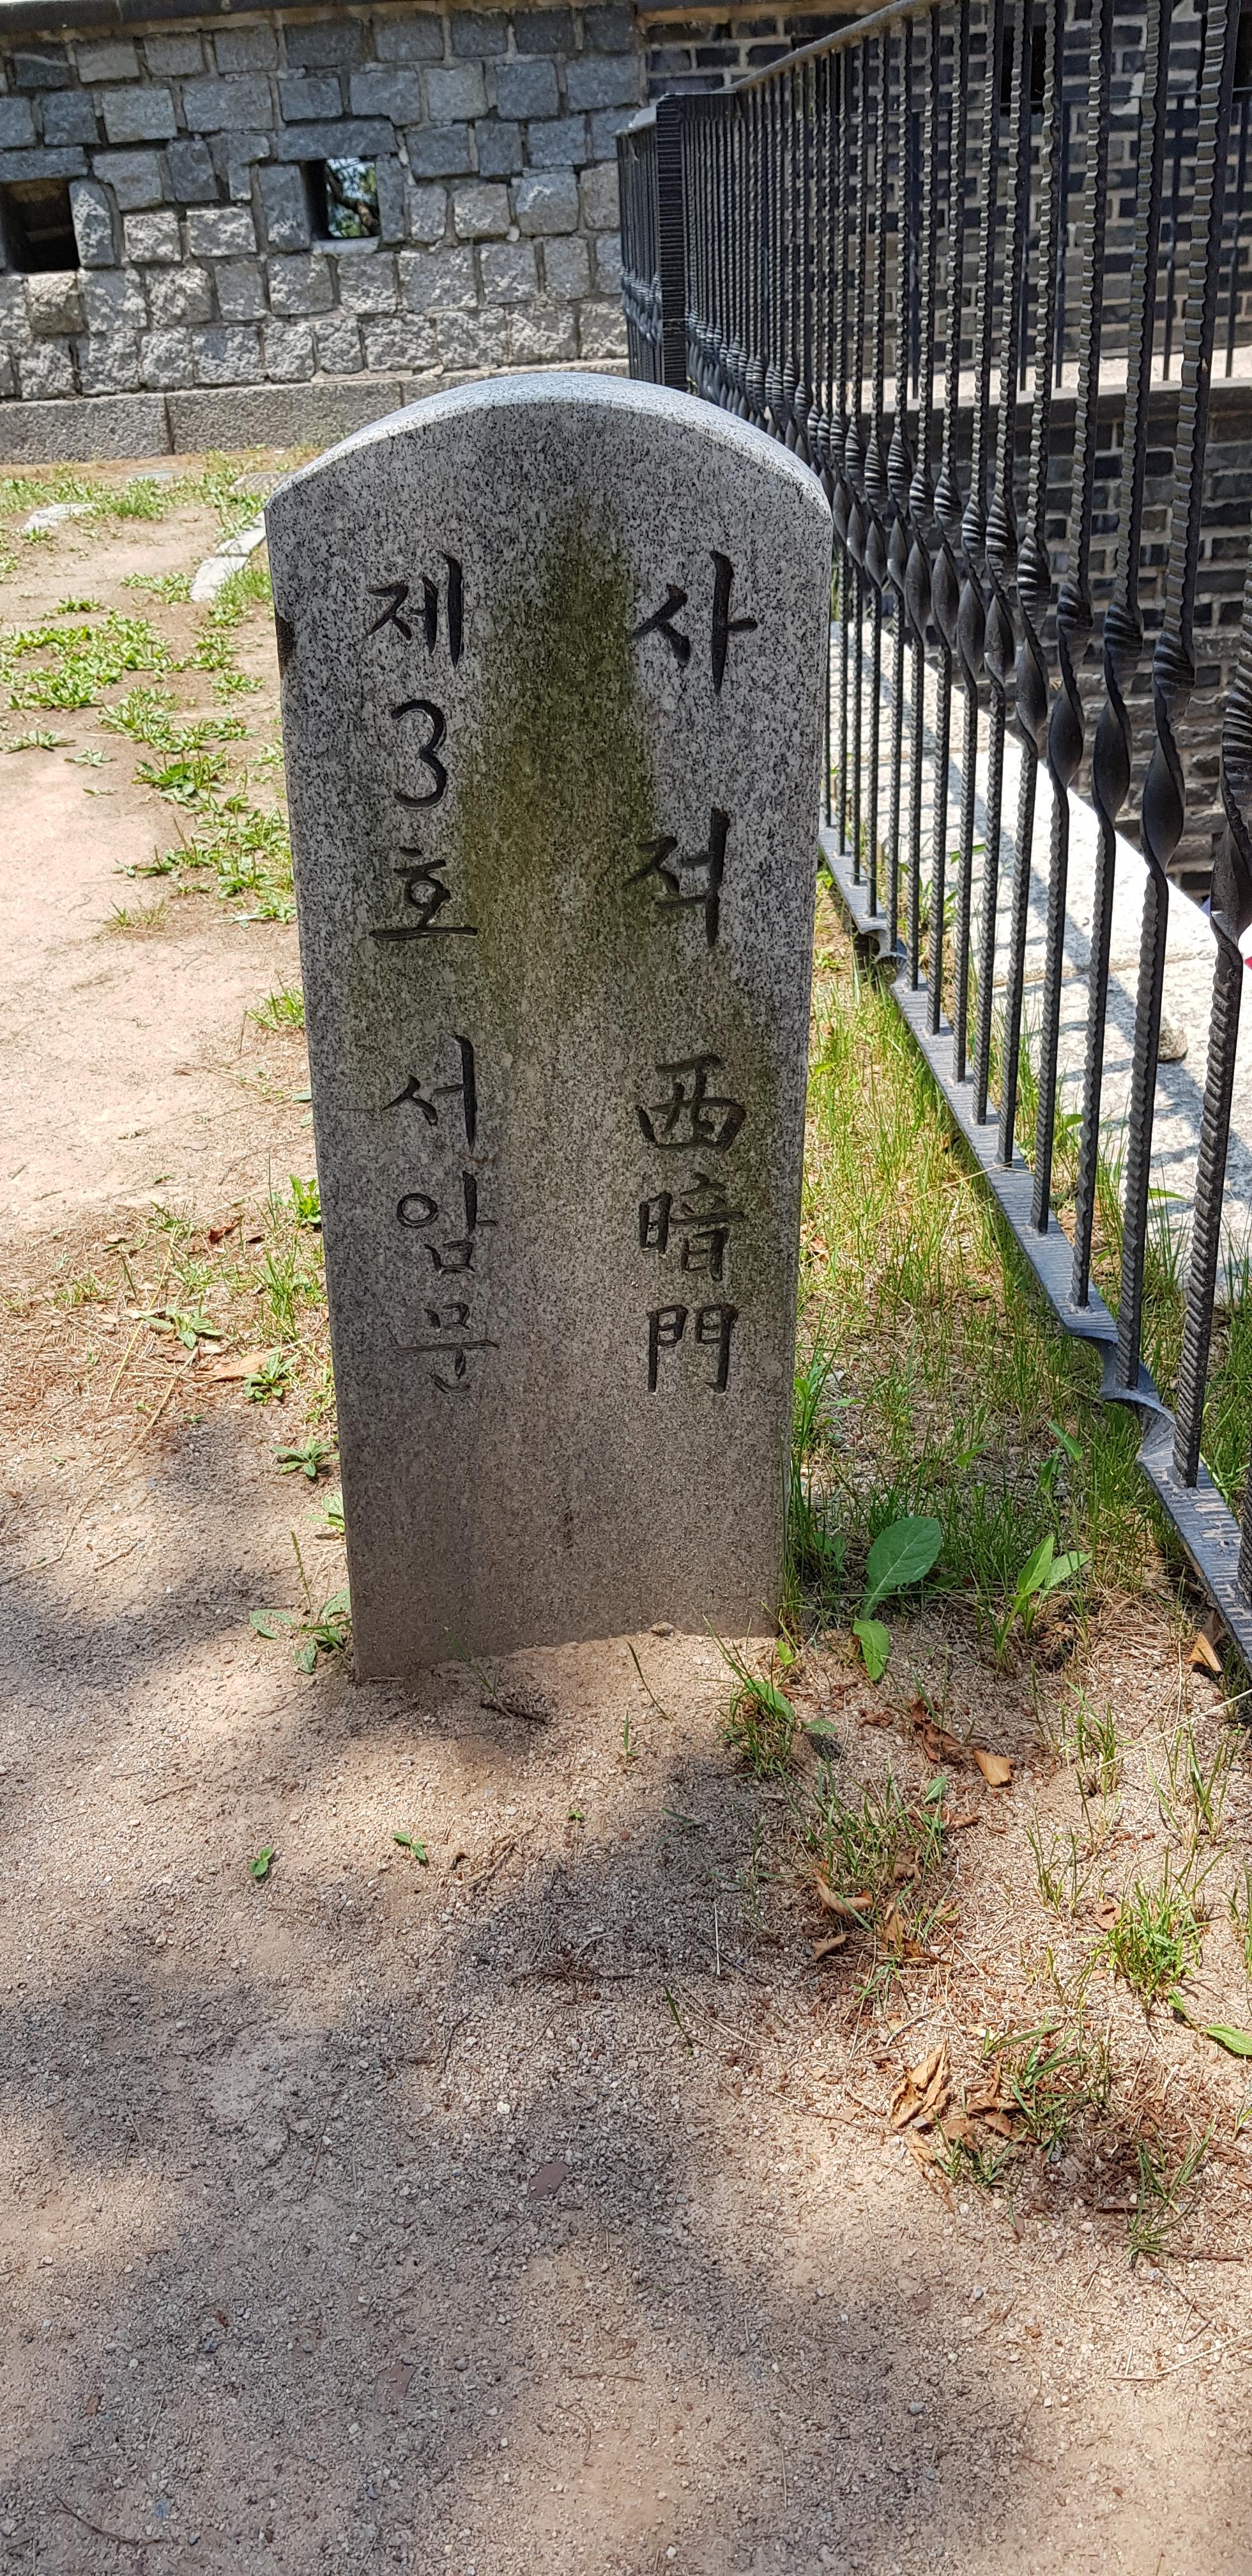 사적 西暗門
제3호 서암문